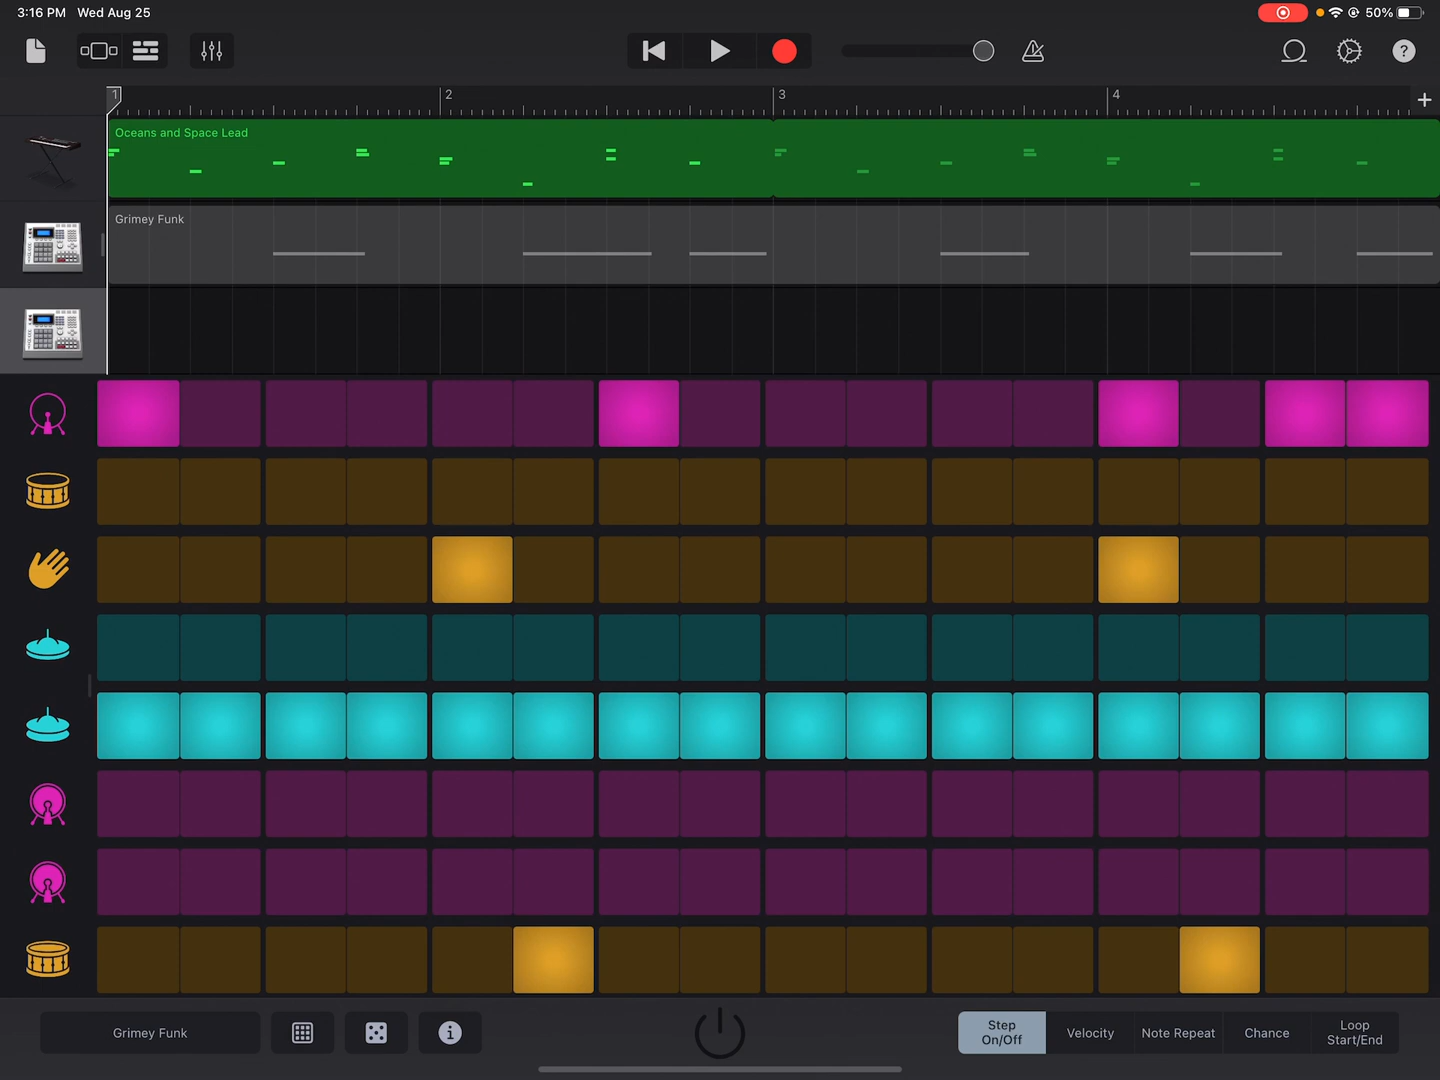 3:16 PM Wed Aug 25
50%
?
1 2 3 4
Oceans and Space Lead
Grimey Funk
Grimey Funk
Step
On/Off
Velocity
Note Repeat
Chance
Loop
Start/End